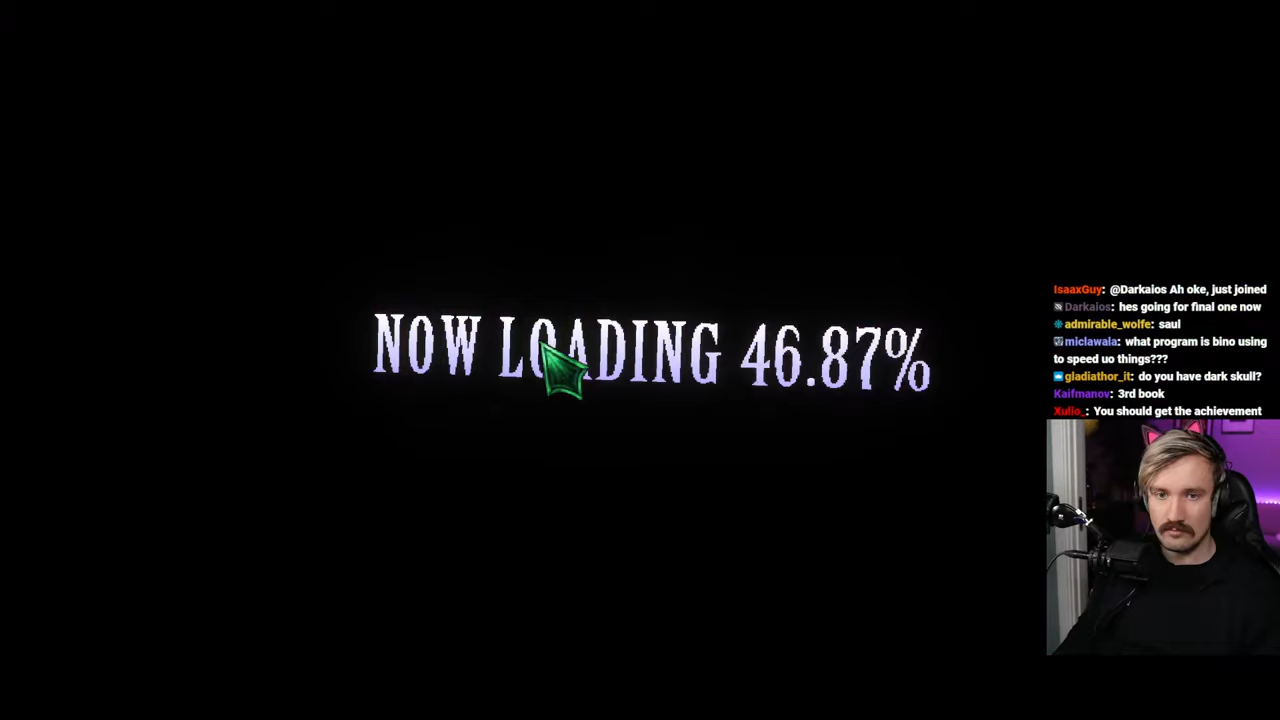 NOW LOADING 46.87%
IsaaxGuy: @Darkaios Ah oke, just joined
Darkaios: hes going for final one now
admirable_wolfe: saul
miclawala: what program is bino using
to speed uo things???
gladiathor_it: do you have dark skull?
Kaifmanov: 3rd book
Xulio_: You should get the achievement